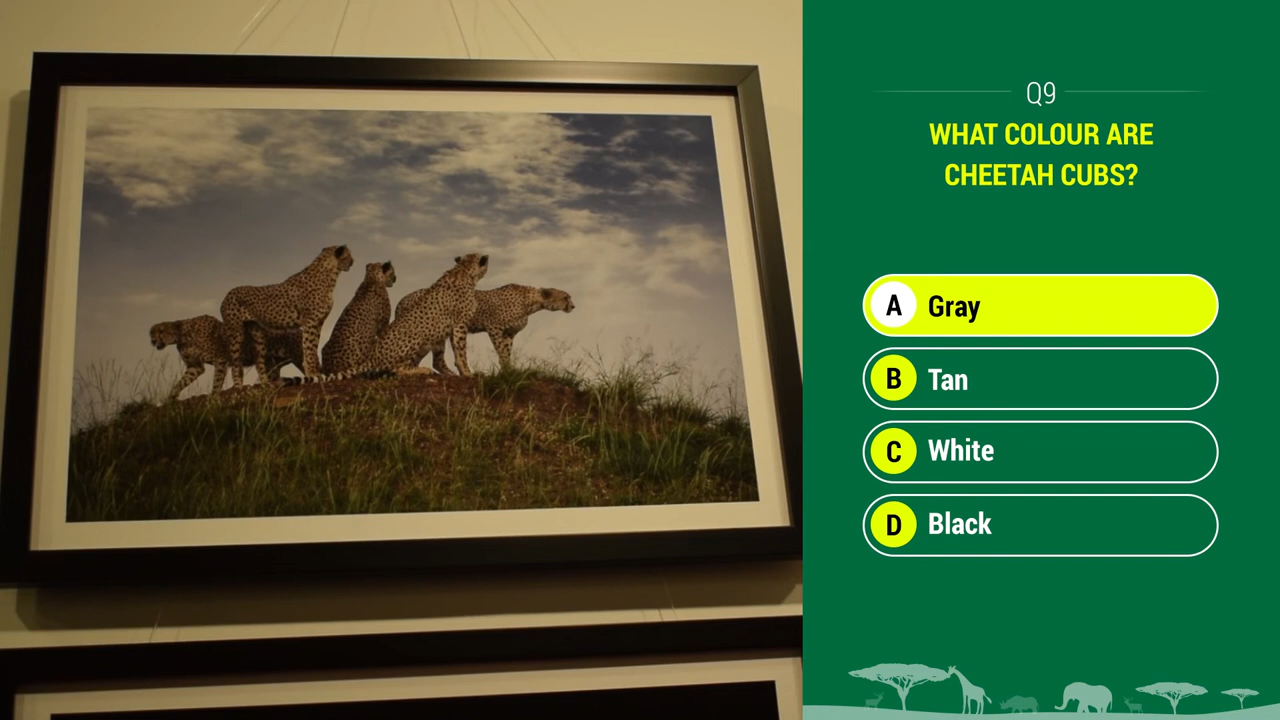 Q9
WHAT COLOUR ARE
CHEETAH CUBS?
A Gray
B Tan
C White
D Black